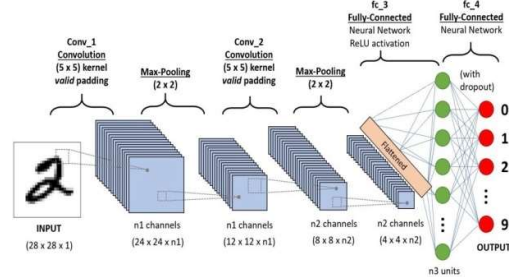 fc_3
Fully-Connected
Neural Network
ReLU activation
fc_4
Fully-Connected
Neural Network
Conv_1
Convolution
(5 x 5) kernel
valid padding
Max-Pooling
(2 x 2)
Conv_2
Convolution
(5 x 5) kernel
valid padding
Max-Pooling
(2 x 2)
(with
dropout)
Flattened
0
1
2
9
INPUT
(28 x 28 x 1)
n1 channels
(24 x 24 x n1)
n1 channels
(12 x 12 x n1)
n2 channels
(8 x 8 x n2)
n2 channels
(4 x 4 x n2)
n3 units
OUTPUT